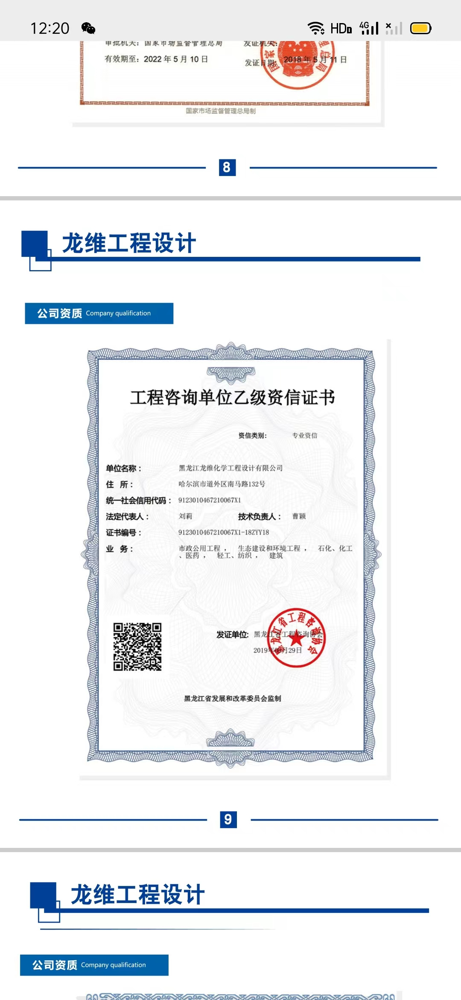 12:20
HD
4G
审批机关：国家市场监督管理总局
发证机关：
有效期至：2022 年 5 月 10 日
发证日期：2018 年 5 月 11 日
国家市场监督管理总局制
8
龙维工程设计
公司资质 Company qualification
工程咨询单位乙级资信证书
资信类别： 专业资信
单位名称： 黑龙江龙维化学工程设计有限公司
住 所： 哈尔滨市道外区南马路132号
统一社会信用代码： 9123010467210067X1
法定代表人： 刘莉 技术负责人： 曹颖
证书编号： 9123010467210067X1-18ZYY18
业 务： 市政公用工程， 生态建设和环境工程， 石化、化工
、医药， 轻工、纺织， 建筑
黑龙江省工程咨询协会
发证单位： 黑龙江省工程咨询协会
2019年 月29日
黑龙江省发展和改革委员会监制
9
龙维工程设计
公司资质 Company qualification